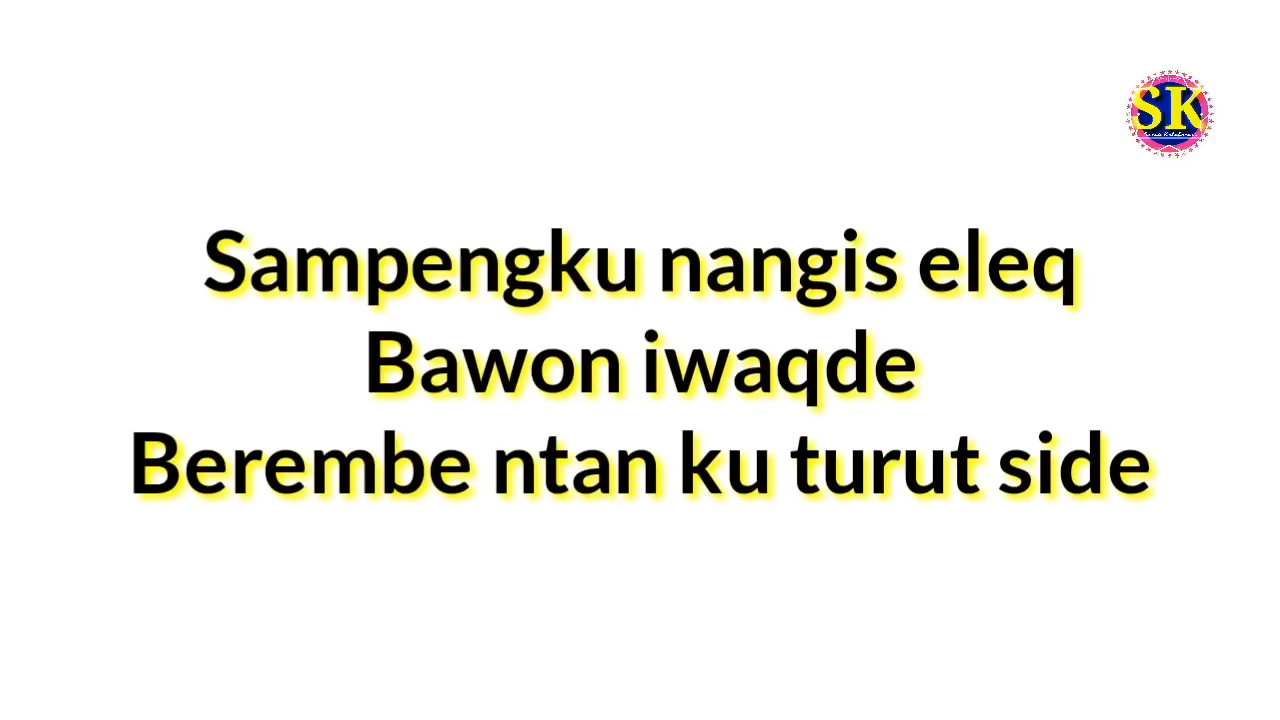 SK
Sampengku nangis eleq
Bawon iwaqde
Berembe ntan ku turut side